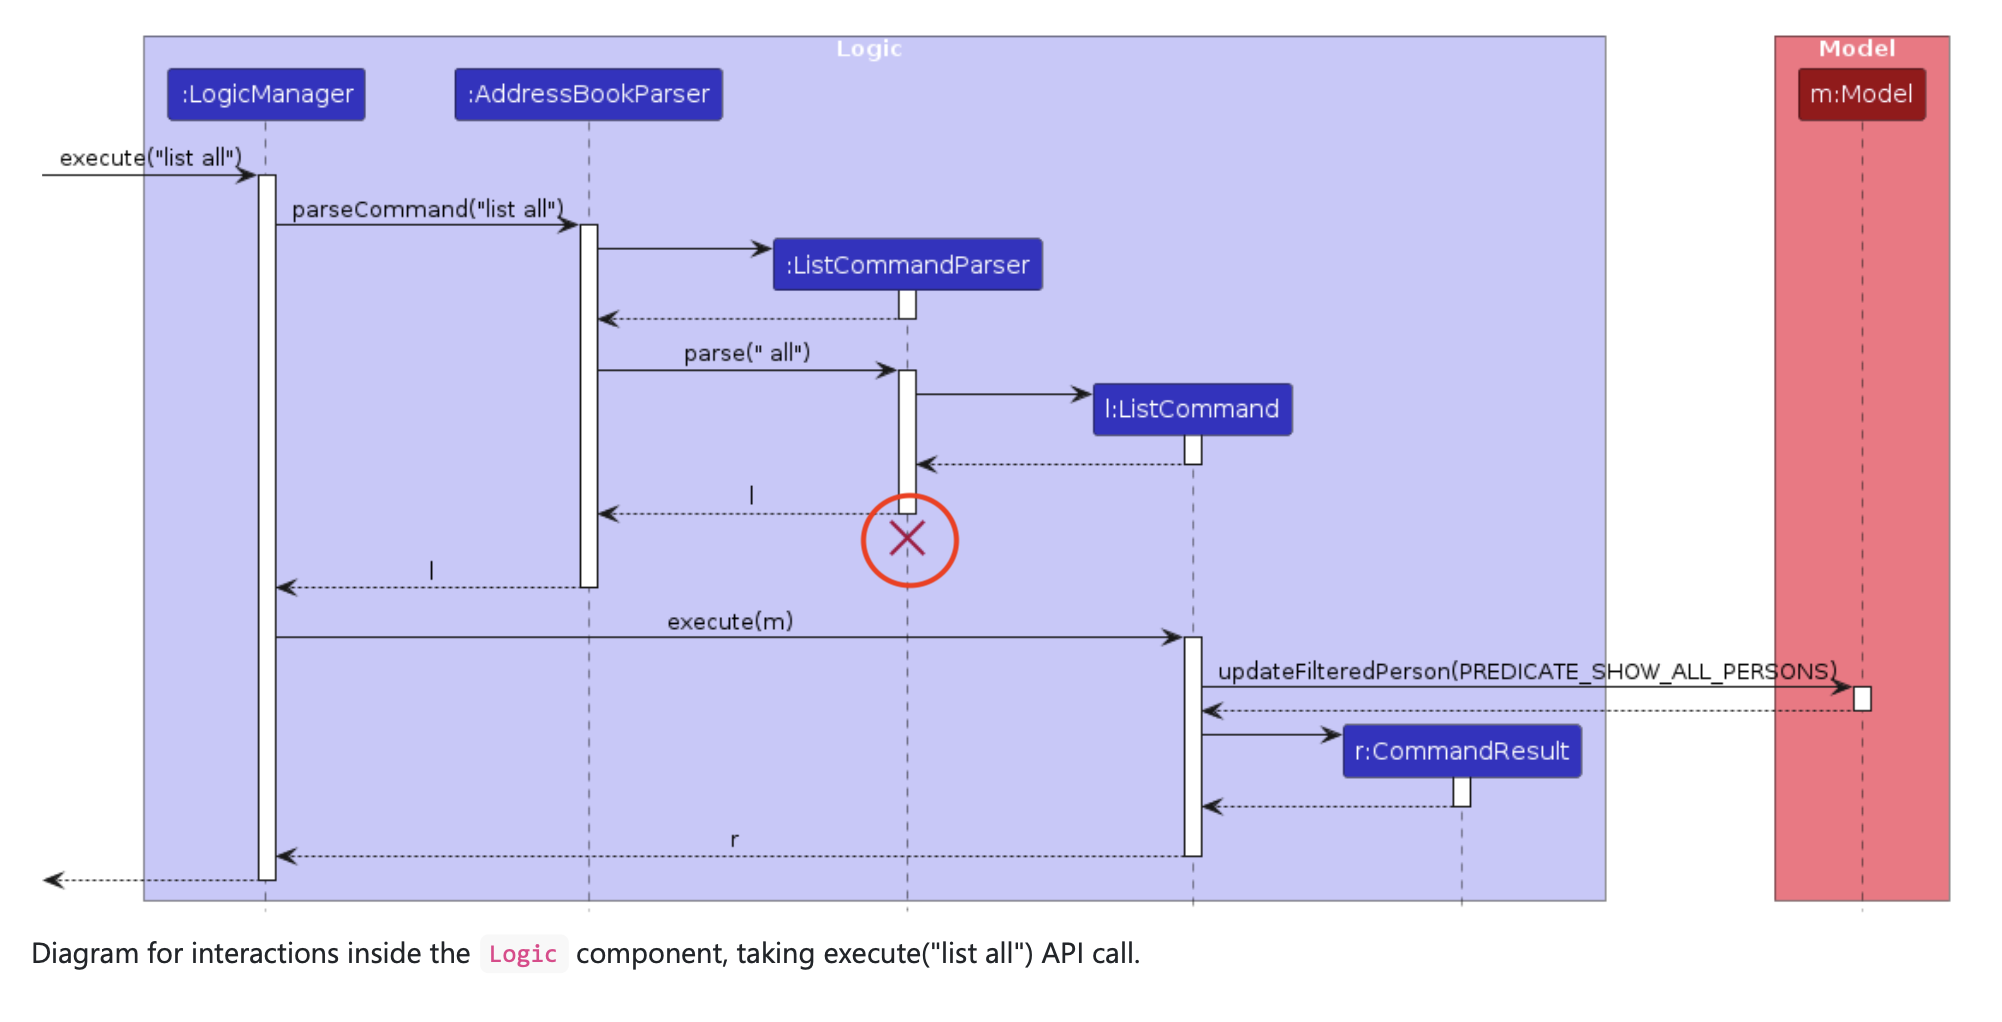 Logic
Model
:LogicManager
:AddressBookParser
m:Model
execute("list all")
parseCommand("list all")
:ListCommandParser
parse(" all")
l:ListCommand
l
l
execute(m)
updateFilteredPerson(PREDICATE_SHOW_ALL_PERSONS)
r:CommandResult
r
Diagram for interactions inside the Logic component, taking execute("list all") API call.